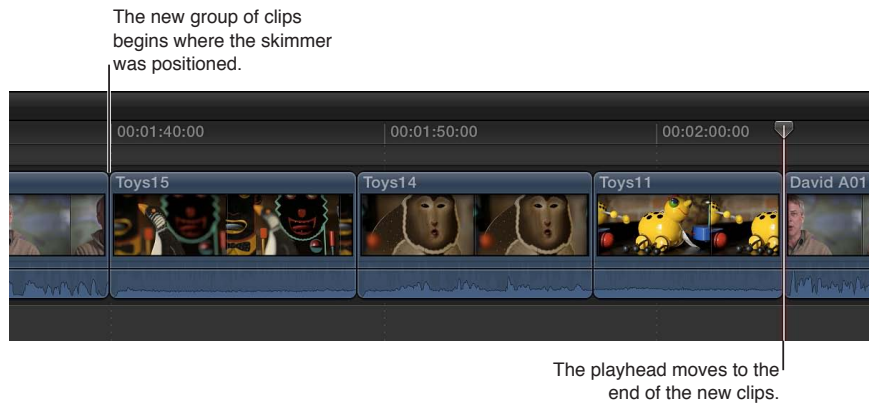 The new group of clips
begins where the skimmer
was positioned.
00:01:40:00 00:01:50:00 00:02:00:00
Toys15 Toys14 Toys11 David A01
The playhead moves to the
end of the new clips.